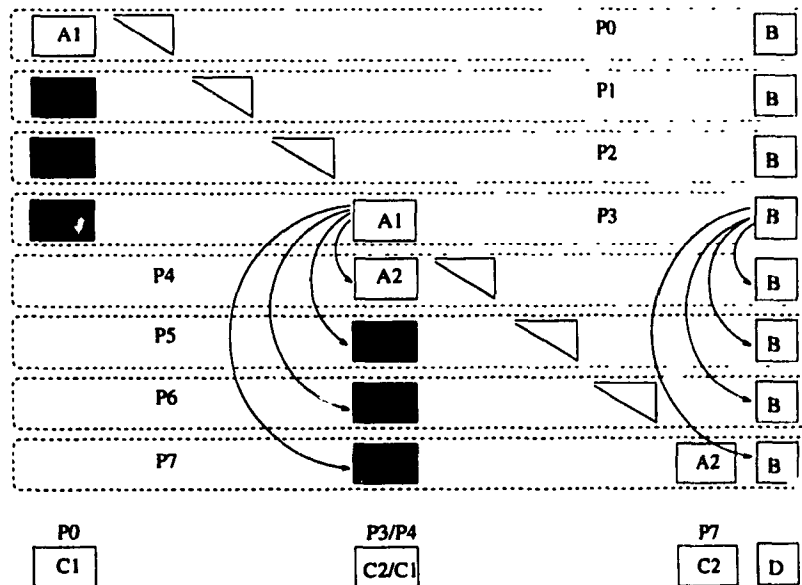 A1 P0 B
P1 B
P2 B
A1 P3 B
P4 A2 B
P5 B
P6 B
P7 A2 B
P0 P3/P4 P7
C1 C2/C1 C2 D